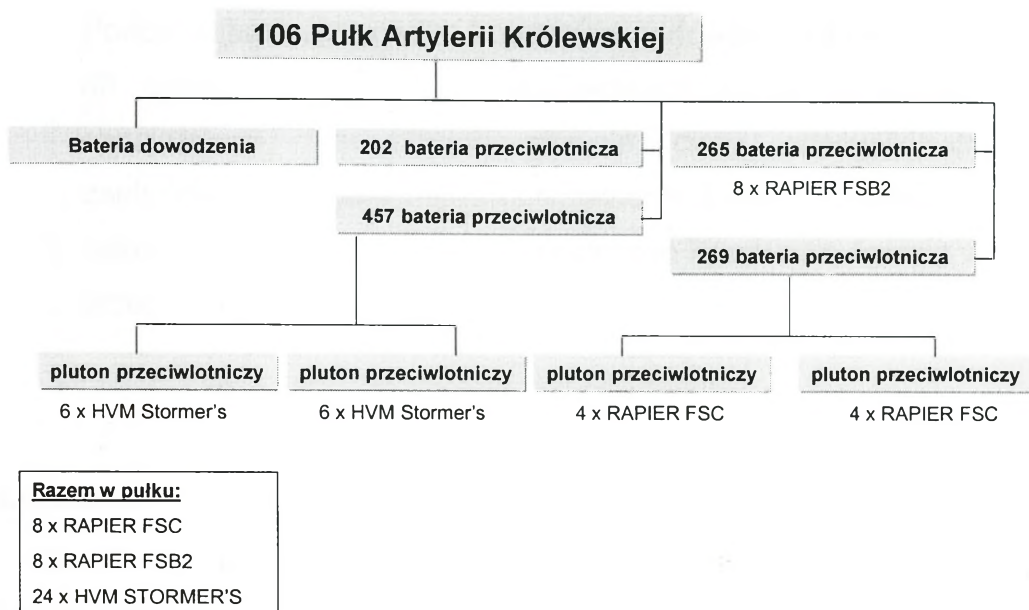 106 Pułk Artylerii Królewskiej
Bateria dowodzenia
202 bateria przeciwlotnicza
265 bateria przeciwlotnicza
8 x RAPIER FSB2
457 bateria przeciwlotnicza
269 bateria przeciwlotnicza
pluton przeciwlotniczy
pluton przeciwlotniczy
pluton przeciwlotniczy
pluton przeciwlotniczy
6 x HVM Stormer's
6 x HVM Stormer's
4 x RAPIER FSC
4 x RAPIER FSC
Razem w pułku:
8 x RAPIER FSC
8 x RAPIER FSB2
24 x HVM STORMER'S